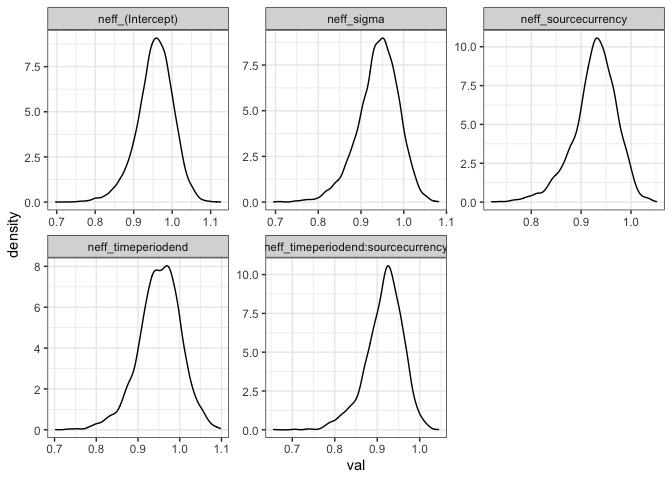 neff_(Intercept)
neff_sigma
neff_sourcecurrency
7.5
5.0
2.5
0.0
0.7 0.8 0.9 1.0 1.1
7.5
5.0
2.5
0.0
0.7 0.8 0.9 1.0 1.1
10.0
7.5
5.0
2.5
0.0
0.8 0.9 1.0
density
neff_timeperiodend
neff_timeperiodend:sourcecurrency
8
6
4
2
0
0.7 0.8 0.9 1.0 1.1
10.0
7.5
5.0
2.5
0.0
0.7 0.8 0.9 1.0
val